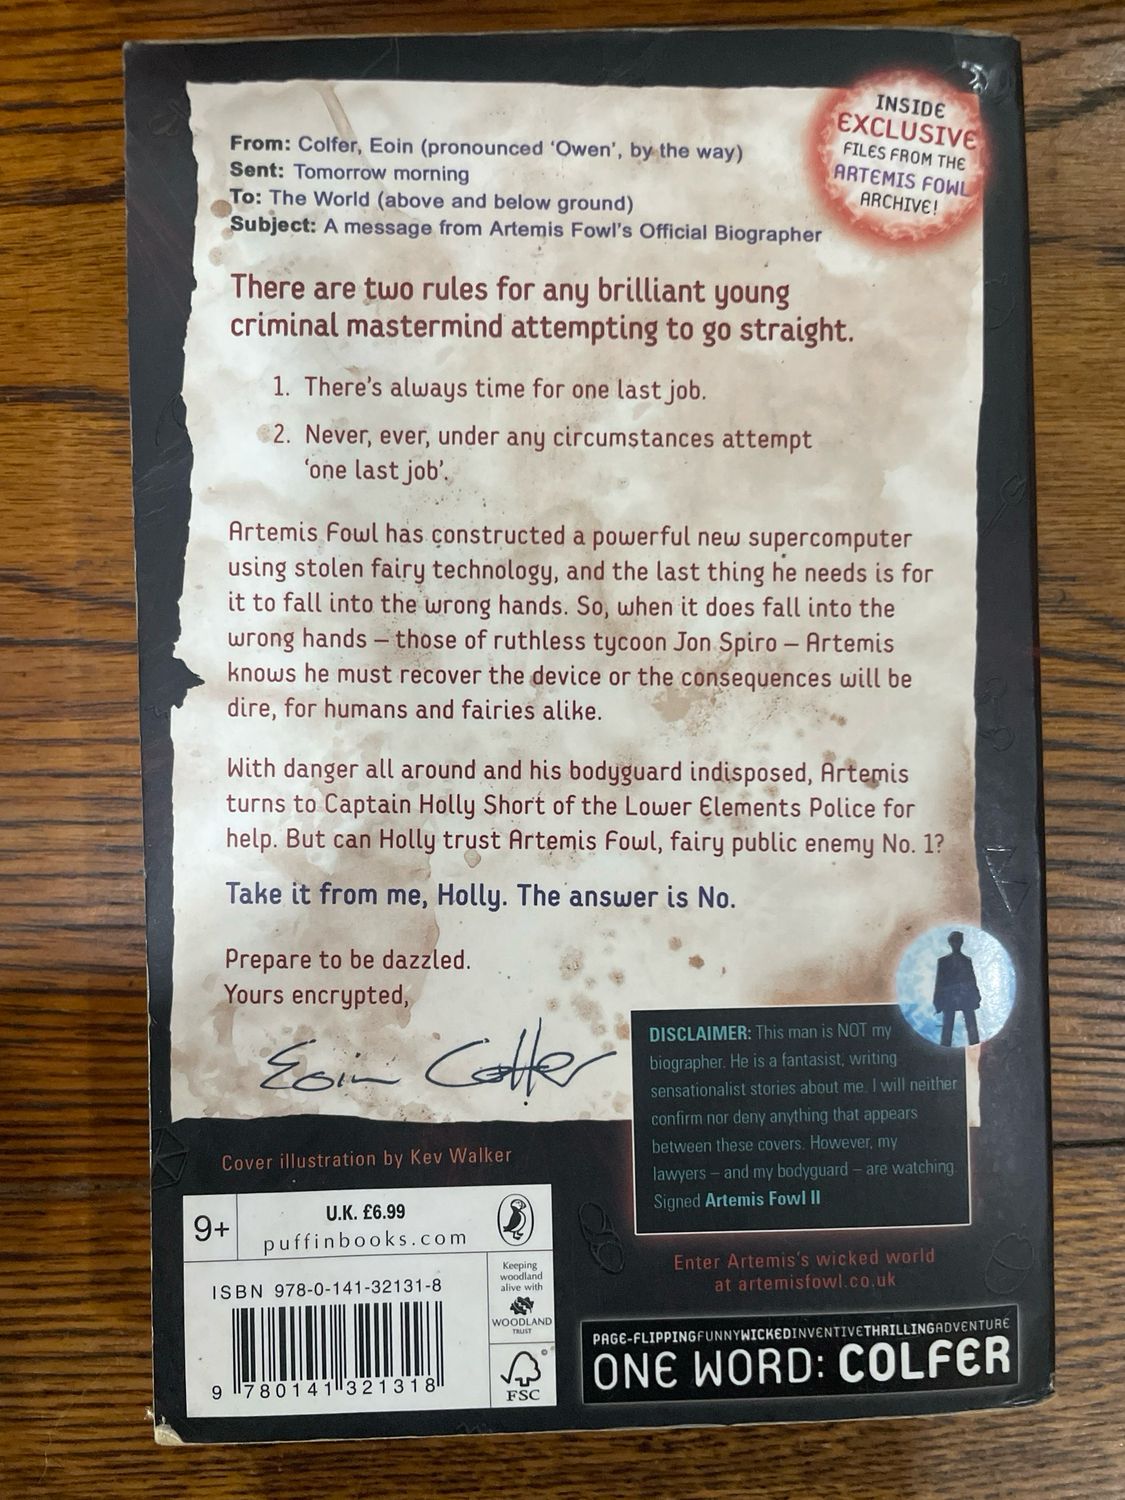 INSIDE
EXCLUSIVE
FILES FROM THE
ARTEMIS FOWL
ARCHIVE!
From: Colfer, Eoin (pronounced ‘Owen’, by the way)
Sent: Tomorrow morning
To: The World (above and below ground)
Subject: A message from Artemis Fowl's Official Biographer
There are two rules for any brilliant young
criminal mastermind attempting to go straight.
1. There's always time for one last job.
2. Never, ever, under any circumstances attempt
‘one last job’.
Artemis Fowl has constructed a powerful new supercomputer
using stolen fairy technology, and the last thing he needs is for
it to fall into the wrong hands. So, when it does fall into the
wrong hands – those of ruthless tycoon Jon Spiro – Artemis
knows he must recover the device or the consequences will be
dire, for humans and fairies alike.
With danger all around and his bodyguard indisposed, Artemis
turns to Captain Holly Short of the Lower Elements Police for
help. But can Holly trust Artemis Fowl, fairy public enemy No. 1?
Take it from me, Holly. The answer is No.
Prepare to be dazzled.
Yours encrypted,
Eoin Colfer
DISCLAIMER: This man is NOT my
biographer. He is a fantasist, writing
sensationalist stories about me. I will neither
confirm nor deny anything that appears
between these covers. However, my
lawyers – and my bodyguard – are watching.
Signed Artemis Fowl II
Cover illustration by Kev Walker
9+
U.K. £6.99
puffinbooks.com
ISBN 978-0-141-32131-8
9 780141 321318
Keeping
woodland
alive with
WOODLAND
TRUST
FSC
Enter Artemis's wicked world
at artemisfowl.co.uk
PAGE-FLIPPINGFUNNYWICKEDINVENTIVETHRILLINGADVENTURE
ONE WORD: COLFER